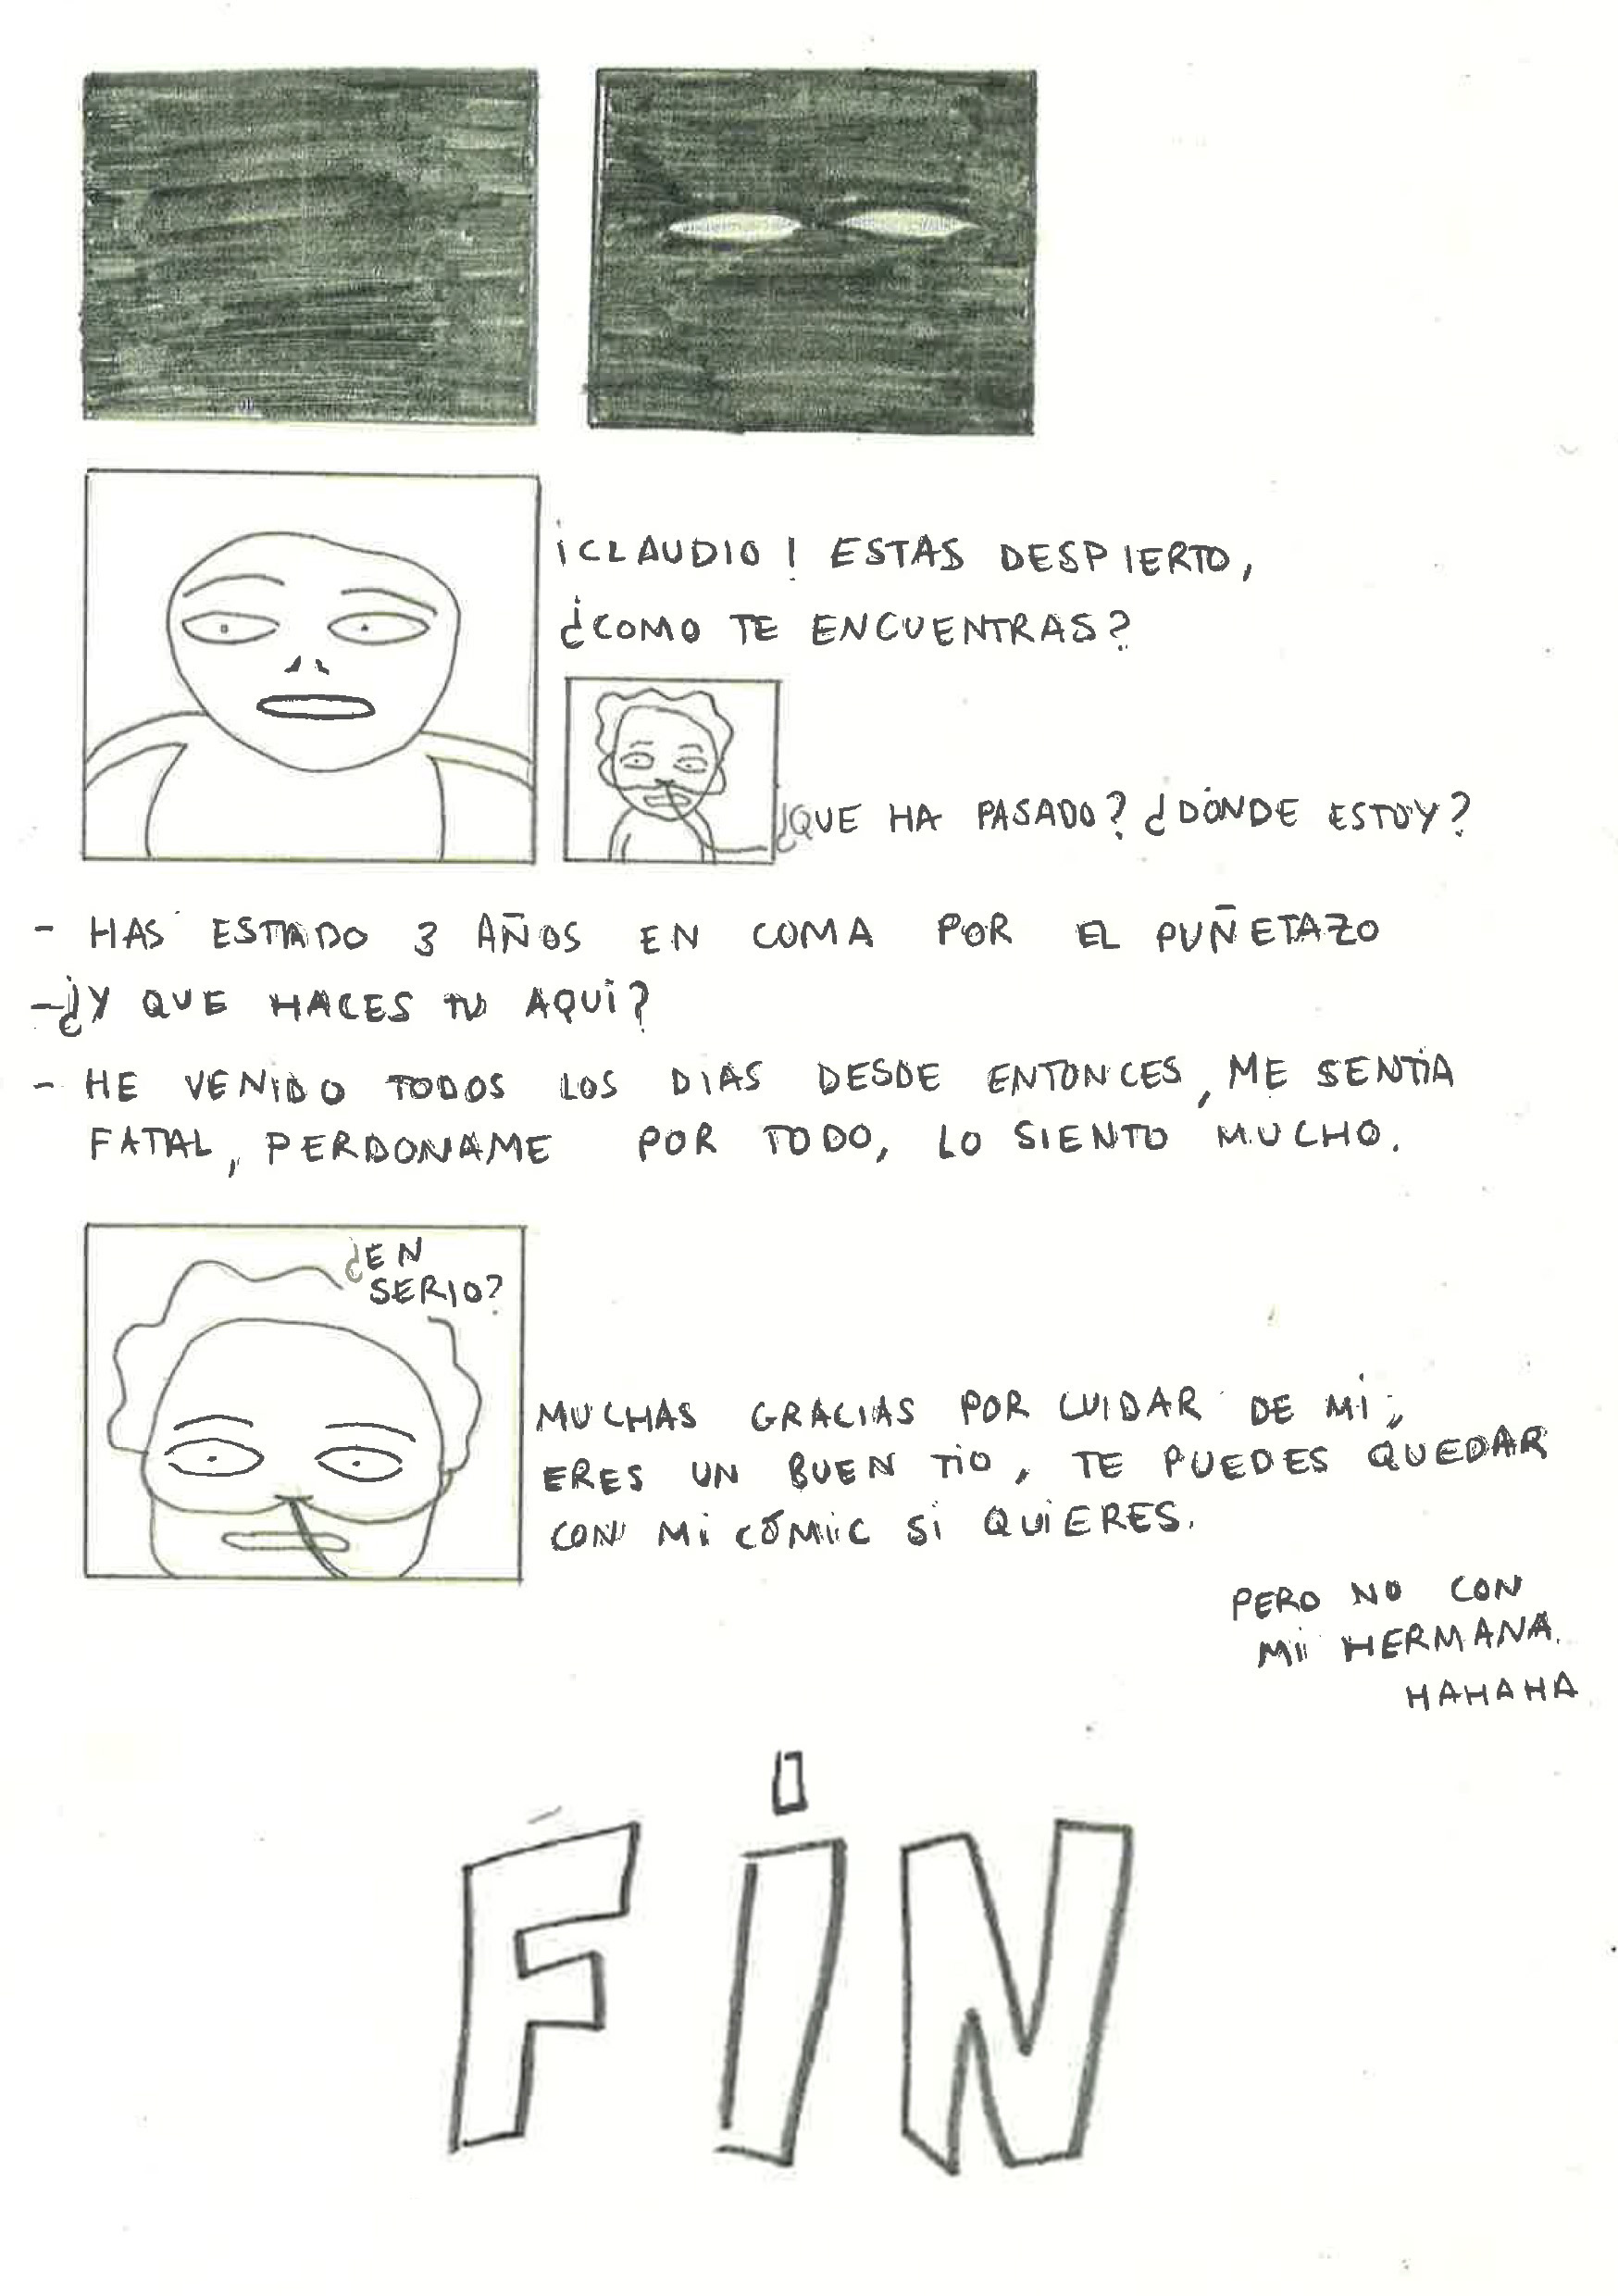 ¡CLAUDIO! ESTAS DESPIERTO,
¿COMO TE ENCUENTRAS?
¿QUE HA PASADO? ¿DÓNDE ESTOY?
- HAS ESTADO 3 AÑOS EN COMA POR EL PUÑETAZO
-¿Y QUE HACES TU AQUI?
- HE VENIDO TODOS LOS DIAS DESDE ENTONCES, ME SENTIA
FATAL, PERDONAME POR TODO, LO SIENTO MUCHO.
¿EN
SERIO?
MUCHAS GRACIAS POR CUIDAR DE MI,
ERES UN BUEN TIO, TE PUEDES QUEDAR
CON MI CÓMIC SI QUIERES.
PERO NO CON
MI HERMANA.
HAHAHA
FIN